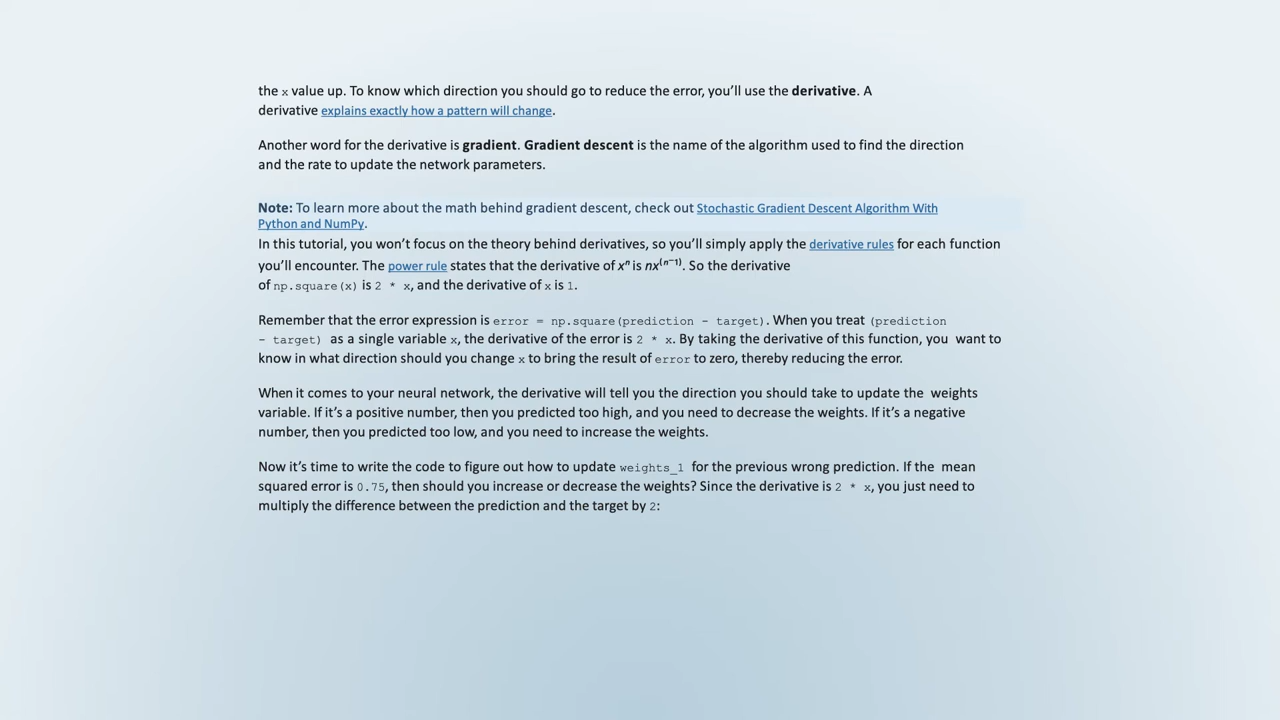 the x value up. To know which direction you should go to reduce the error, you’ll use the derivative. A
derivative explains exactly how a pattern will change.
Another word for the derivative is gradient. Gradient descent is the name of the algorithm used to find the direction
and the rate to update the network parameters.
Note: To learn more about the math behind gradient descent, check out Stochastic Gradient Descent Algorithm With
Python and NumPy.
In this tutorial, you won’t focus on the theory behind derivatives, so you’ll simply apply the derivative rules for each function
you’ll encounter. The power rule states that the derivative of xⁿ is nx⁽ⁿ⁻¹⁾. So the derivative
of np.square(x) is 2 * x, and the derivative of x is 1.
Remember that the error expression is error = np.square(prediction - target). When you treat (prediction
- target) as a single variable x, the derivative of the error is 2 * x. By taking the derivative of this function, you want to
know in what direction should you change x to bring the result of error to zero, thereby reducing the error.
When it comes to your neural network, the derivative will tell you the direction you should take to update the weights
variable. If it’s a positive number, then you predicted too high, and you need to decrease the weights. If it’s a negative
number, then you predicted too low, and you need to increase the weights.
Now it’s time to write the code to figure out how to update weights_1 for the previous wrong prediction. If the mean
squared error is 0.75, then should you increase or decrease the weights? Since the derivative is 2 * x, you just need to
multiply the difference between the prediction and the target by 2: